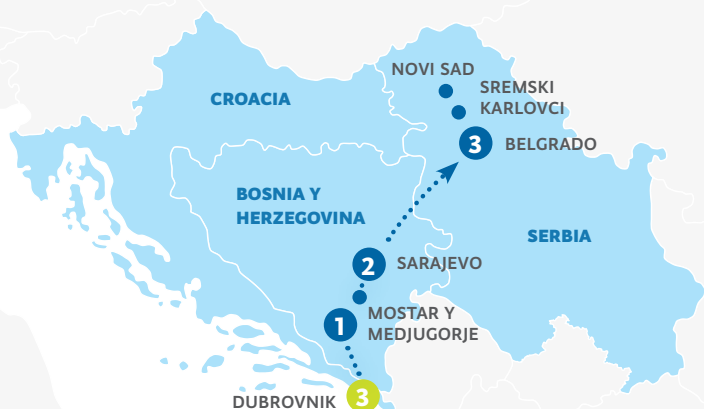 NOVI SAD
SREMSKI
KARLOVCI
CROACIA
3
BELGRADO
BOSNIA Y
HERZEGOVINA
SERBIA
2
SARAJEVO
1
MOSTAR Y
MEDJUGORJE
DUBROVNIK
3